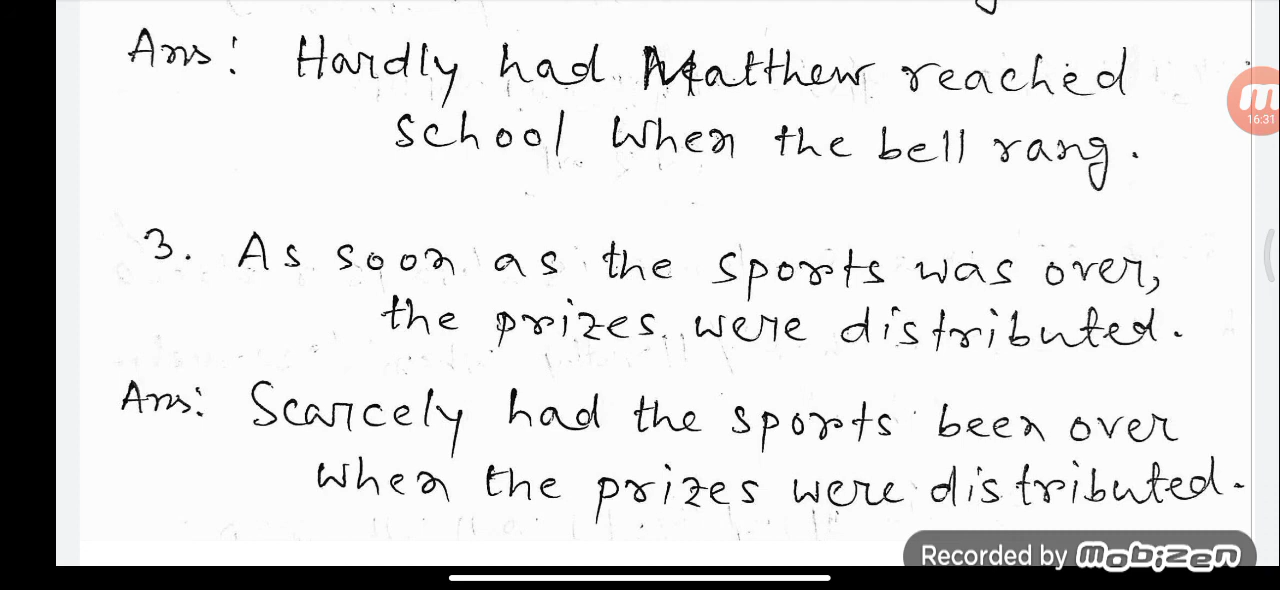 Ans: Hardly had Matthew reached
school when the bell rang.
16:31
3. As soon as the sports was over,
the prizes were distributed.
Ans: Scarcely had the sports been over
when the prizes were distributed.
Recorded by Mobizen